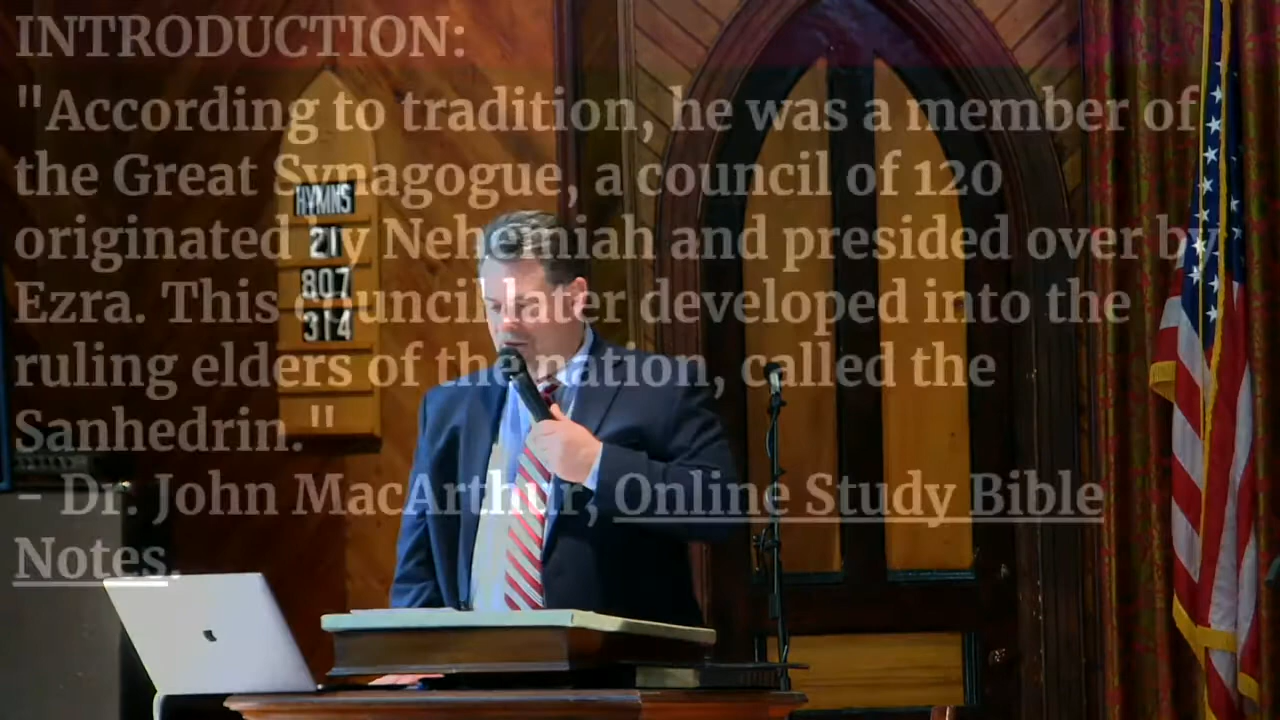 INTRODUCTION:
"According to tradition, he was a member of
the Great Synagogue, a council of 120
originated by Nehemiah and presided over by
Ezra. This council later developed into the
ruling elders of the nation, called the
Sanhedrin."
- Dr. John MacArthur, Online Study Bible
Notes.
HYMNS
21
807
314